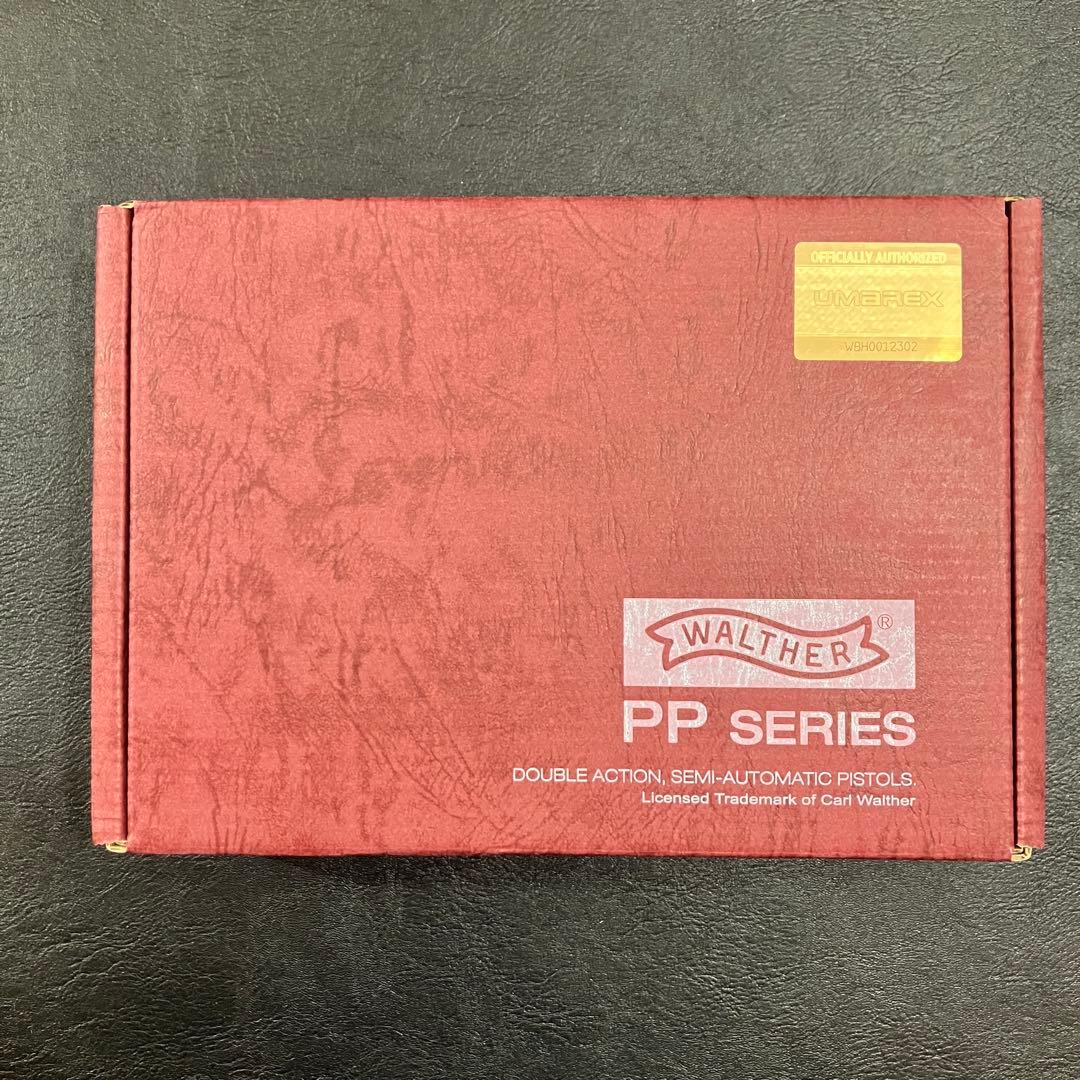 OFFICIALLY AUTHORIZED
UMAREX
WBH0012302
WALTHER®
PP SERIES
DOUBLE ACTION, SEMI-AUTOMATIC PISTOLS.
Licensed Trademark of Carl Walther